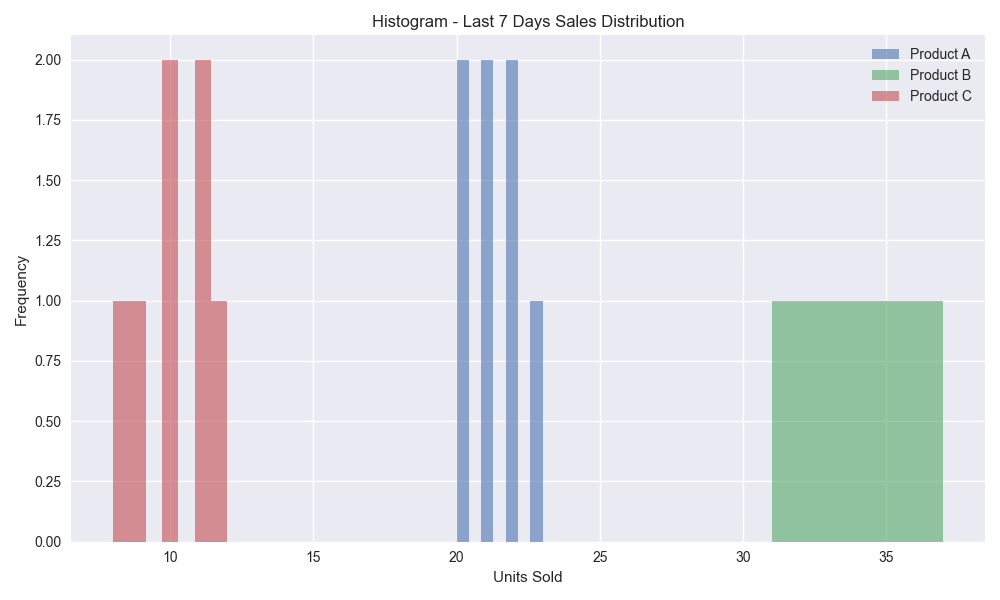 Histogram - Last 7 Days Sales Distribution
Product A
Product B
Product C
2.00
1.75
1.50
1.25
1.00
0.75
0.50
0.25
0.00
Frequency
10
15
20
25
30
35
Units Sold